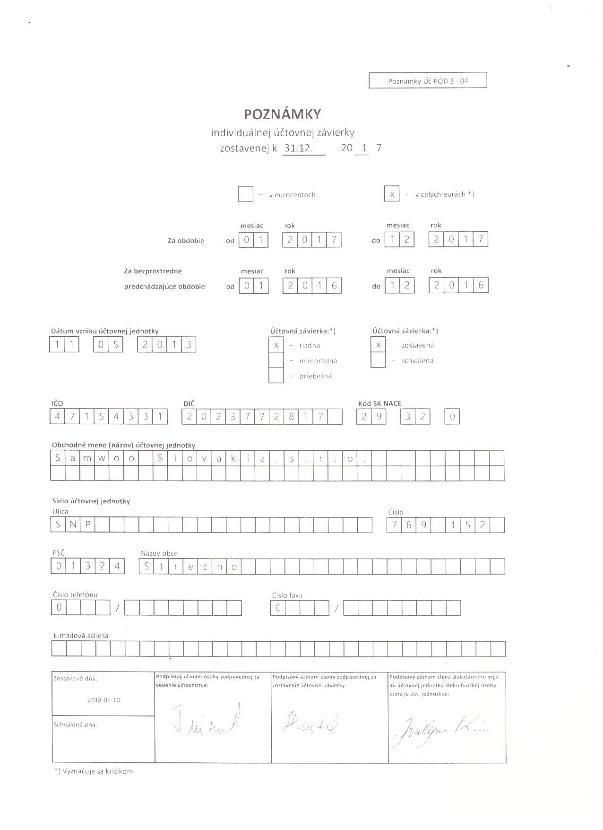 Poznámky Úč POD 3 - 04
POZNÁMKY
individuálnej účtovnej závierky
zostavenej k 31.12. 20 1 7
- v eurocentoch
x - v celých eurách *)
mesiac rok mesiac rok
Za obdobie od 0 1 2 0 1 7 do 1 2 2 0 1 7
Za bezprostredne mesiac rok mesiac rok
predchádzajúce obdobie od 0 1 2 0 1 6 do 1 2 2 0 1 6
Dátum vzniku účtovnej jednotky Účtovná závierka:*) Účtovná závierka:*)
1 1 0 5 2 0 1 3 x - riadna x - zostavená
- mimoriadna - schválená
- priebežná
IČO DIČ Kód SK NACE
4 7 1 5 4 3 3 1 2 0 2 3 7 7 2 8 1 7 2 9 3 2 0
Obchodné meno (názov) účtovnej jednotky
S a m w o o S l o v a k i a , s . r . o .
Sídlo účtovnej jednotky
Ulica Číslo
S N P 7 6 9 1 5 2
PSČ Názov obce
0 1 3 2 4 S t r e č n o
Číslo telefónu Číslo faxu
0 / 0 /
E-mailová adresa
Zostavené dňa: Podpisový záznam osoby zodpovednej za vedenie účtovníctva: Podpisový záznam osoby zodpovednej za zostavenie účtovnej závierky: Podpisový záznam člena štatutárneho orgánu účtovnej jednotky alebo fyzickej osoby,
Schválené dňa:
*) Vyznačuje sa krížikom